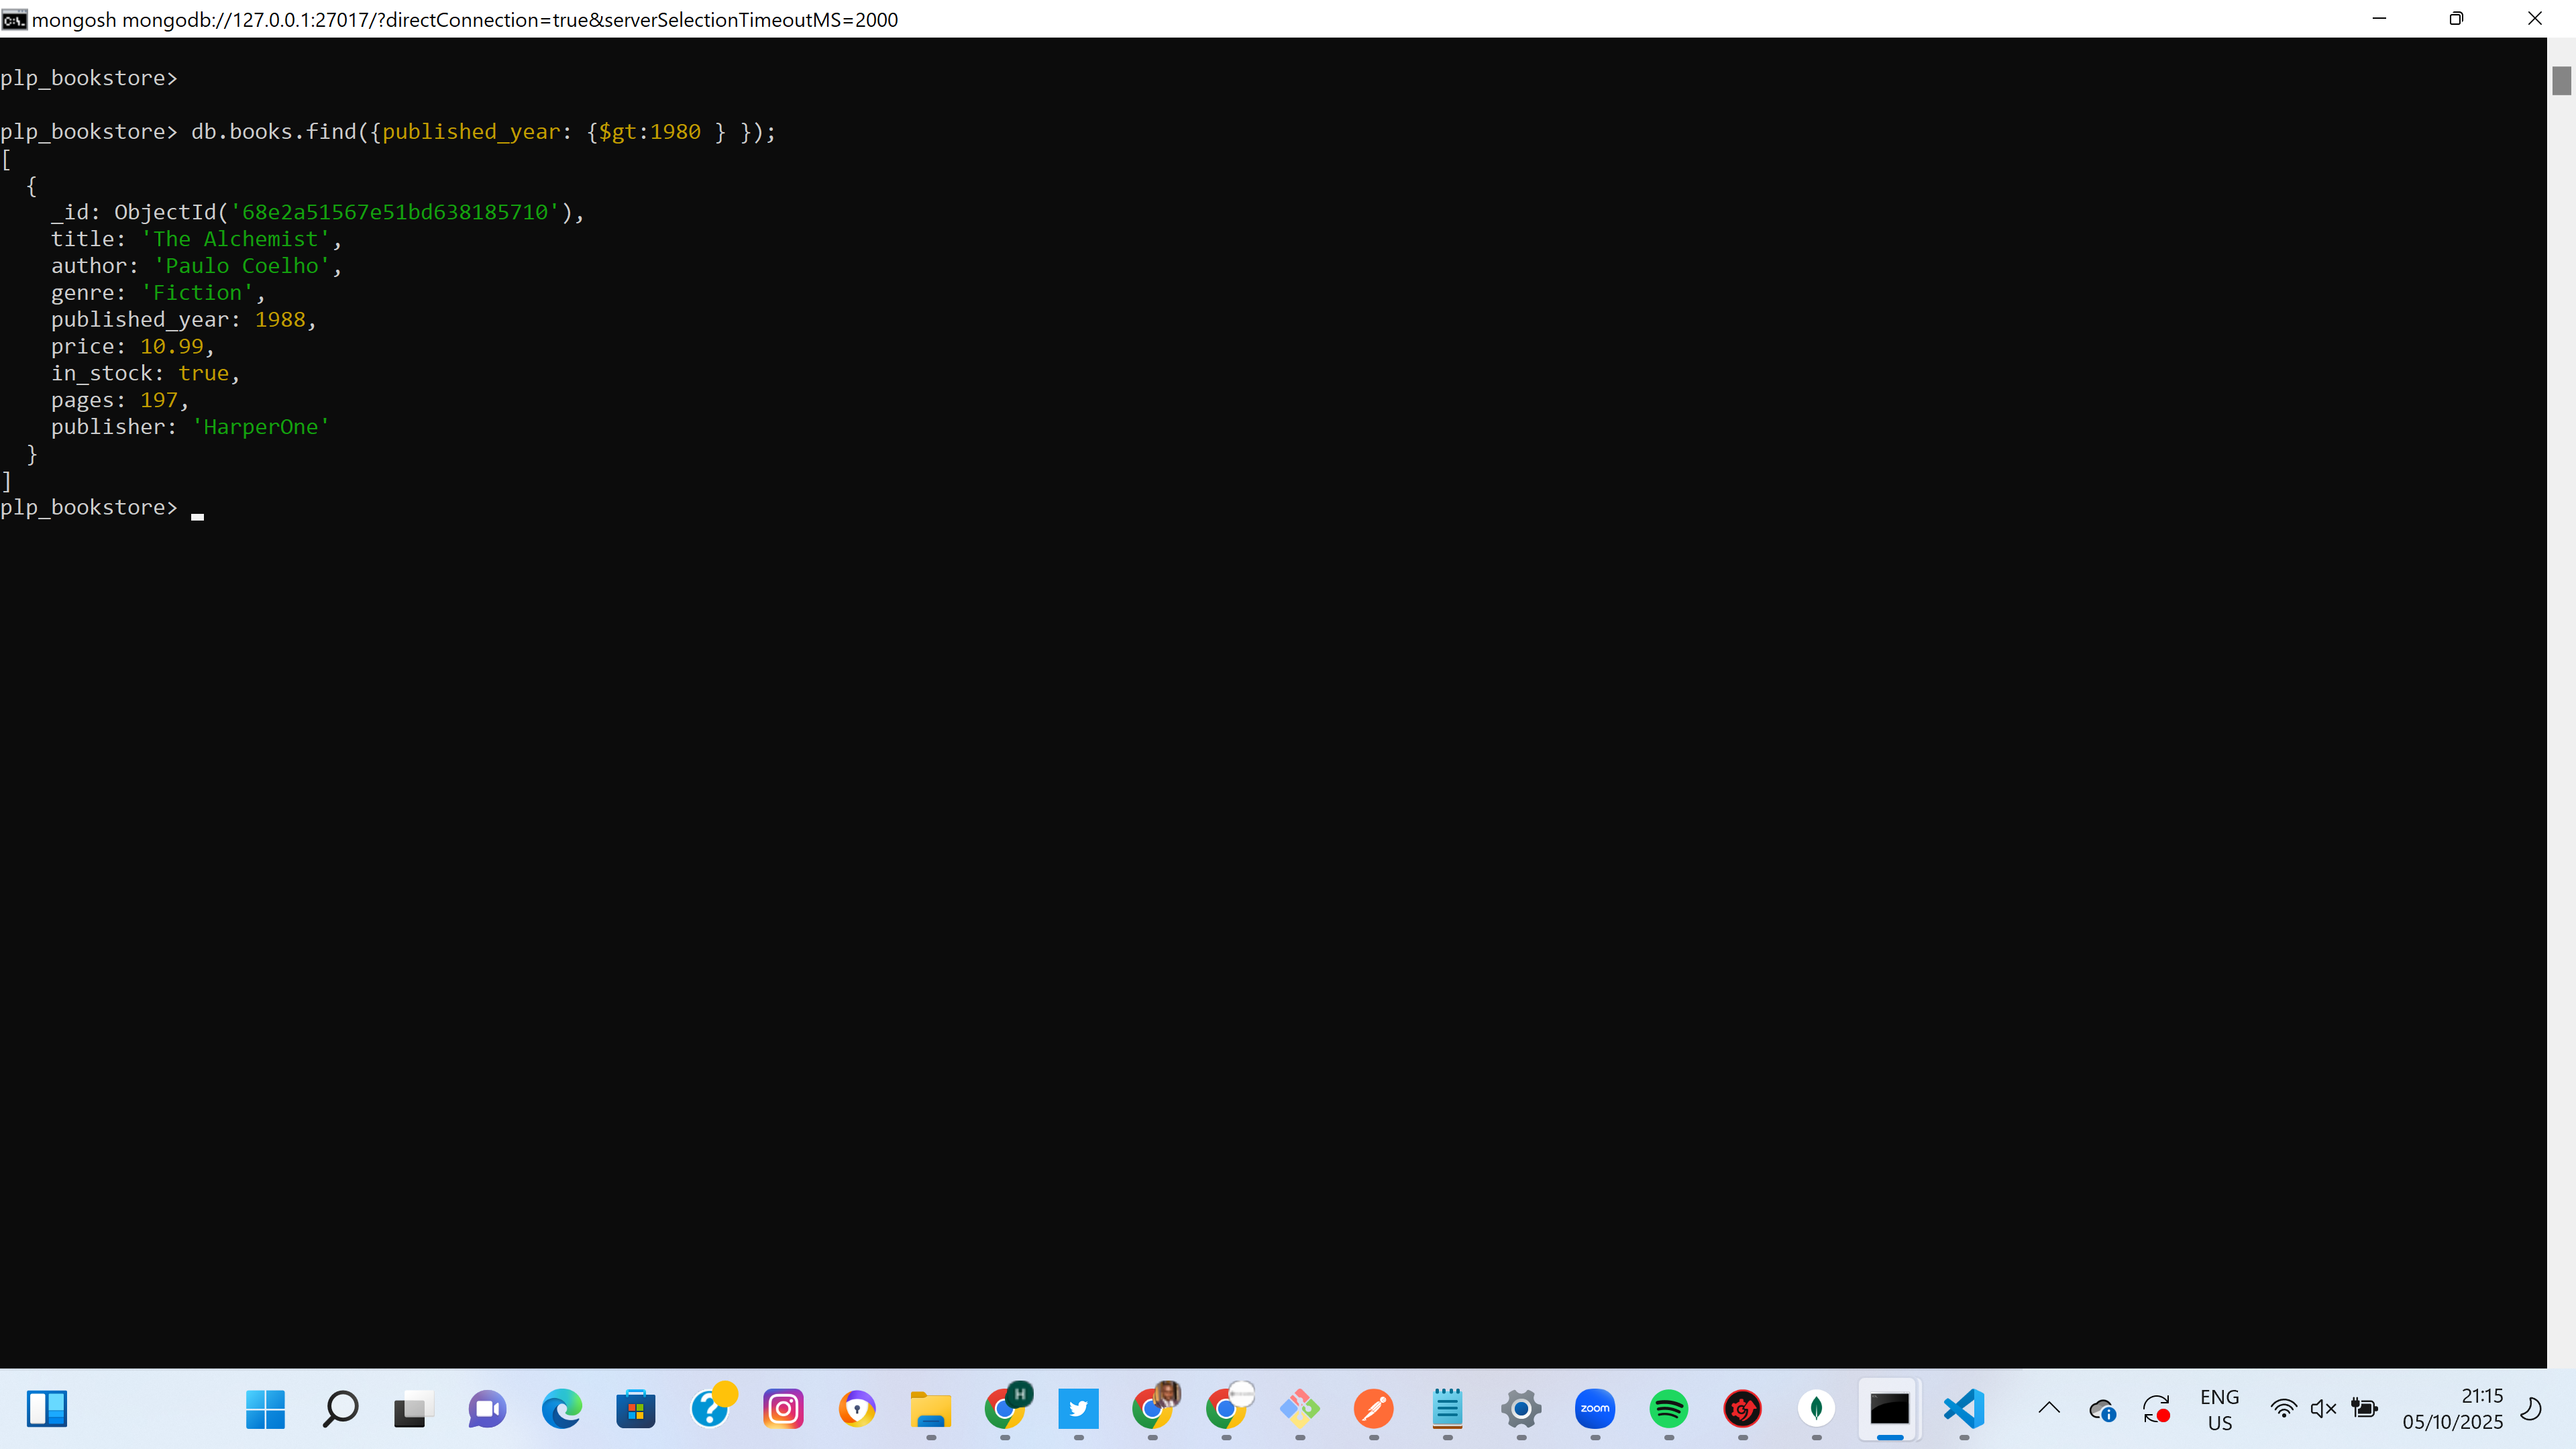 mongosh mongodb://127.0.0.1:27017/?directConnection=true&serverSelectionTimeoutMS=2000
plp_bookstore>
plp_bookstore> db.books.find({published_year: {$gt:1980 } });
[
  {
    _id: ObjectId('68e2a51567e51bd638185710'),
    title: 'The Alchemist',
    author: 'Paulo Coelho',
    genre: 'Fiction',
    published_year: 1988,
    price: 10.99,
    in_stock: true,
    pages: 197,
    publisher: 'HarperOne'
  }
]
plp_bookstore>
H
zoom
ENG
US
21:15
05/10/2025